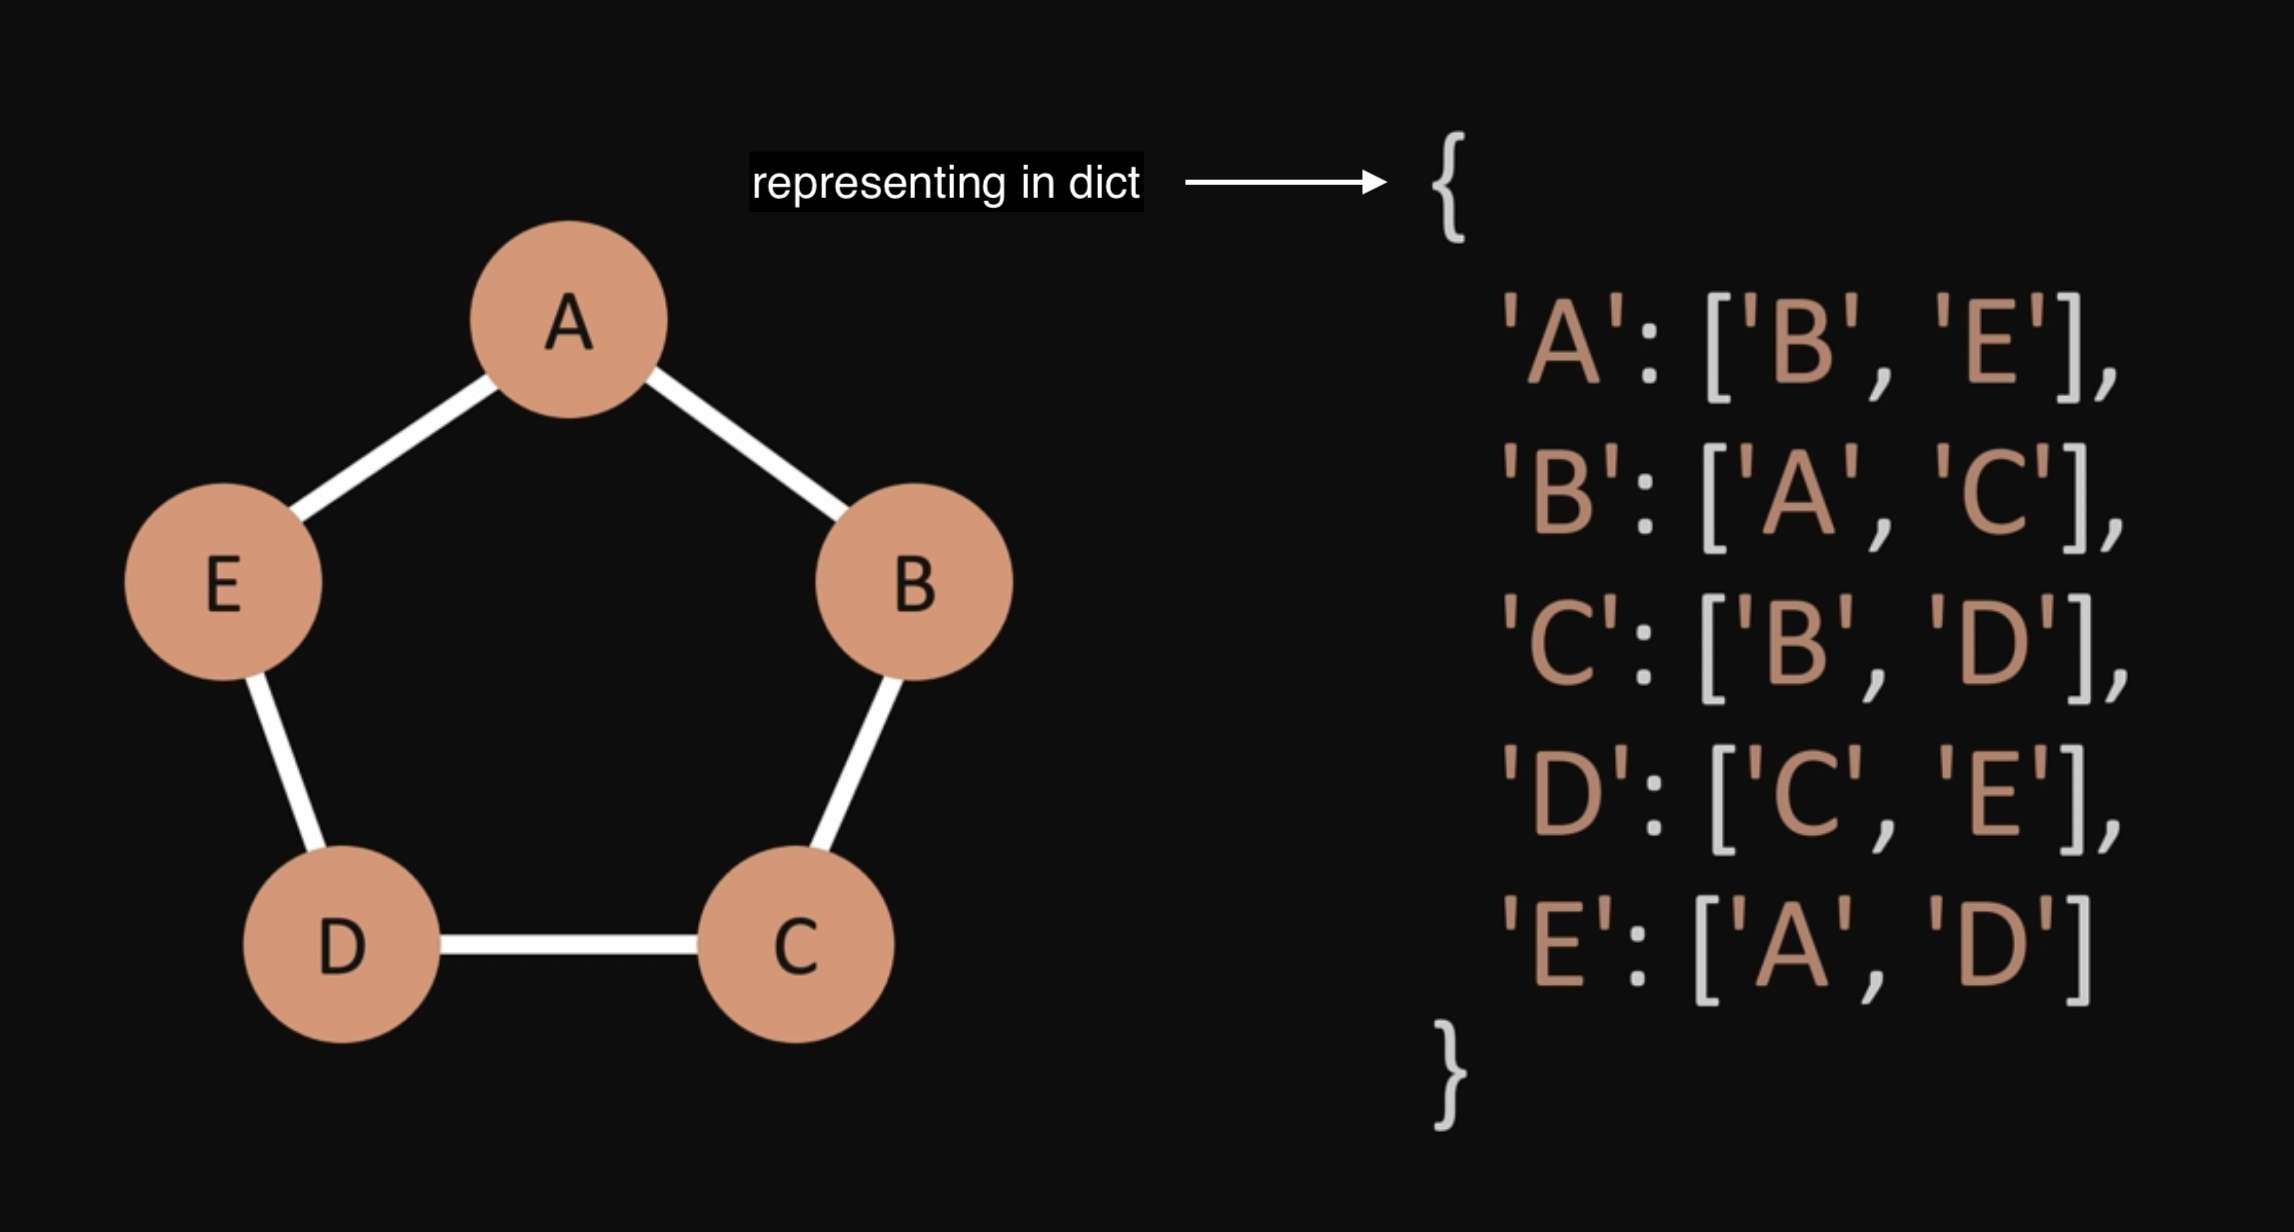 representing in dict
{
'A': ['B', 'E'],
'B': ['A', 'C'],
'C': ['B', 'D'],
'D': ['C', 'E'],
'E': ['A', 'D']
}
A
E
B
D
C